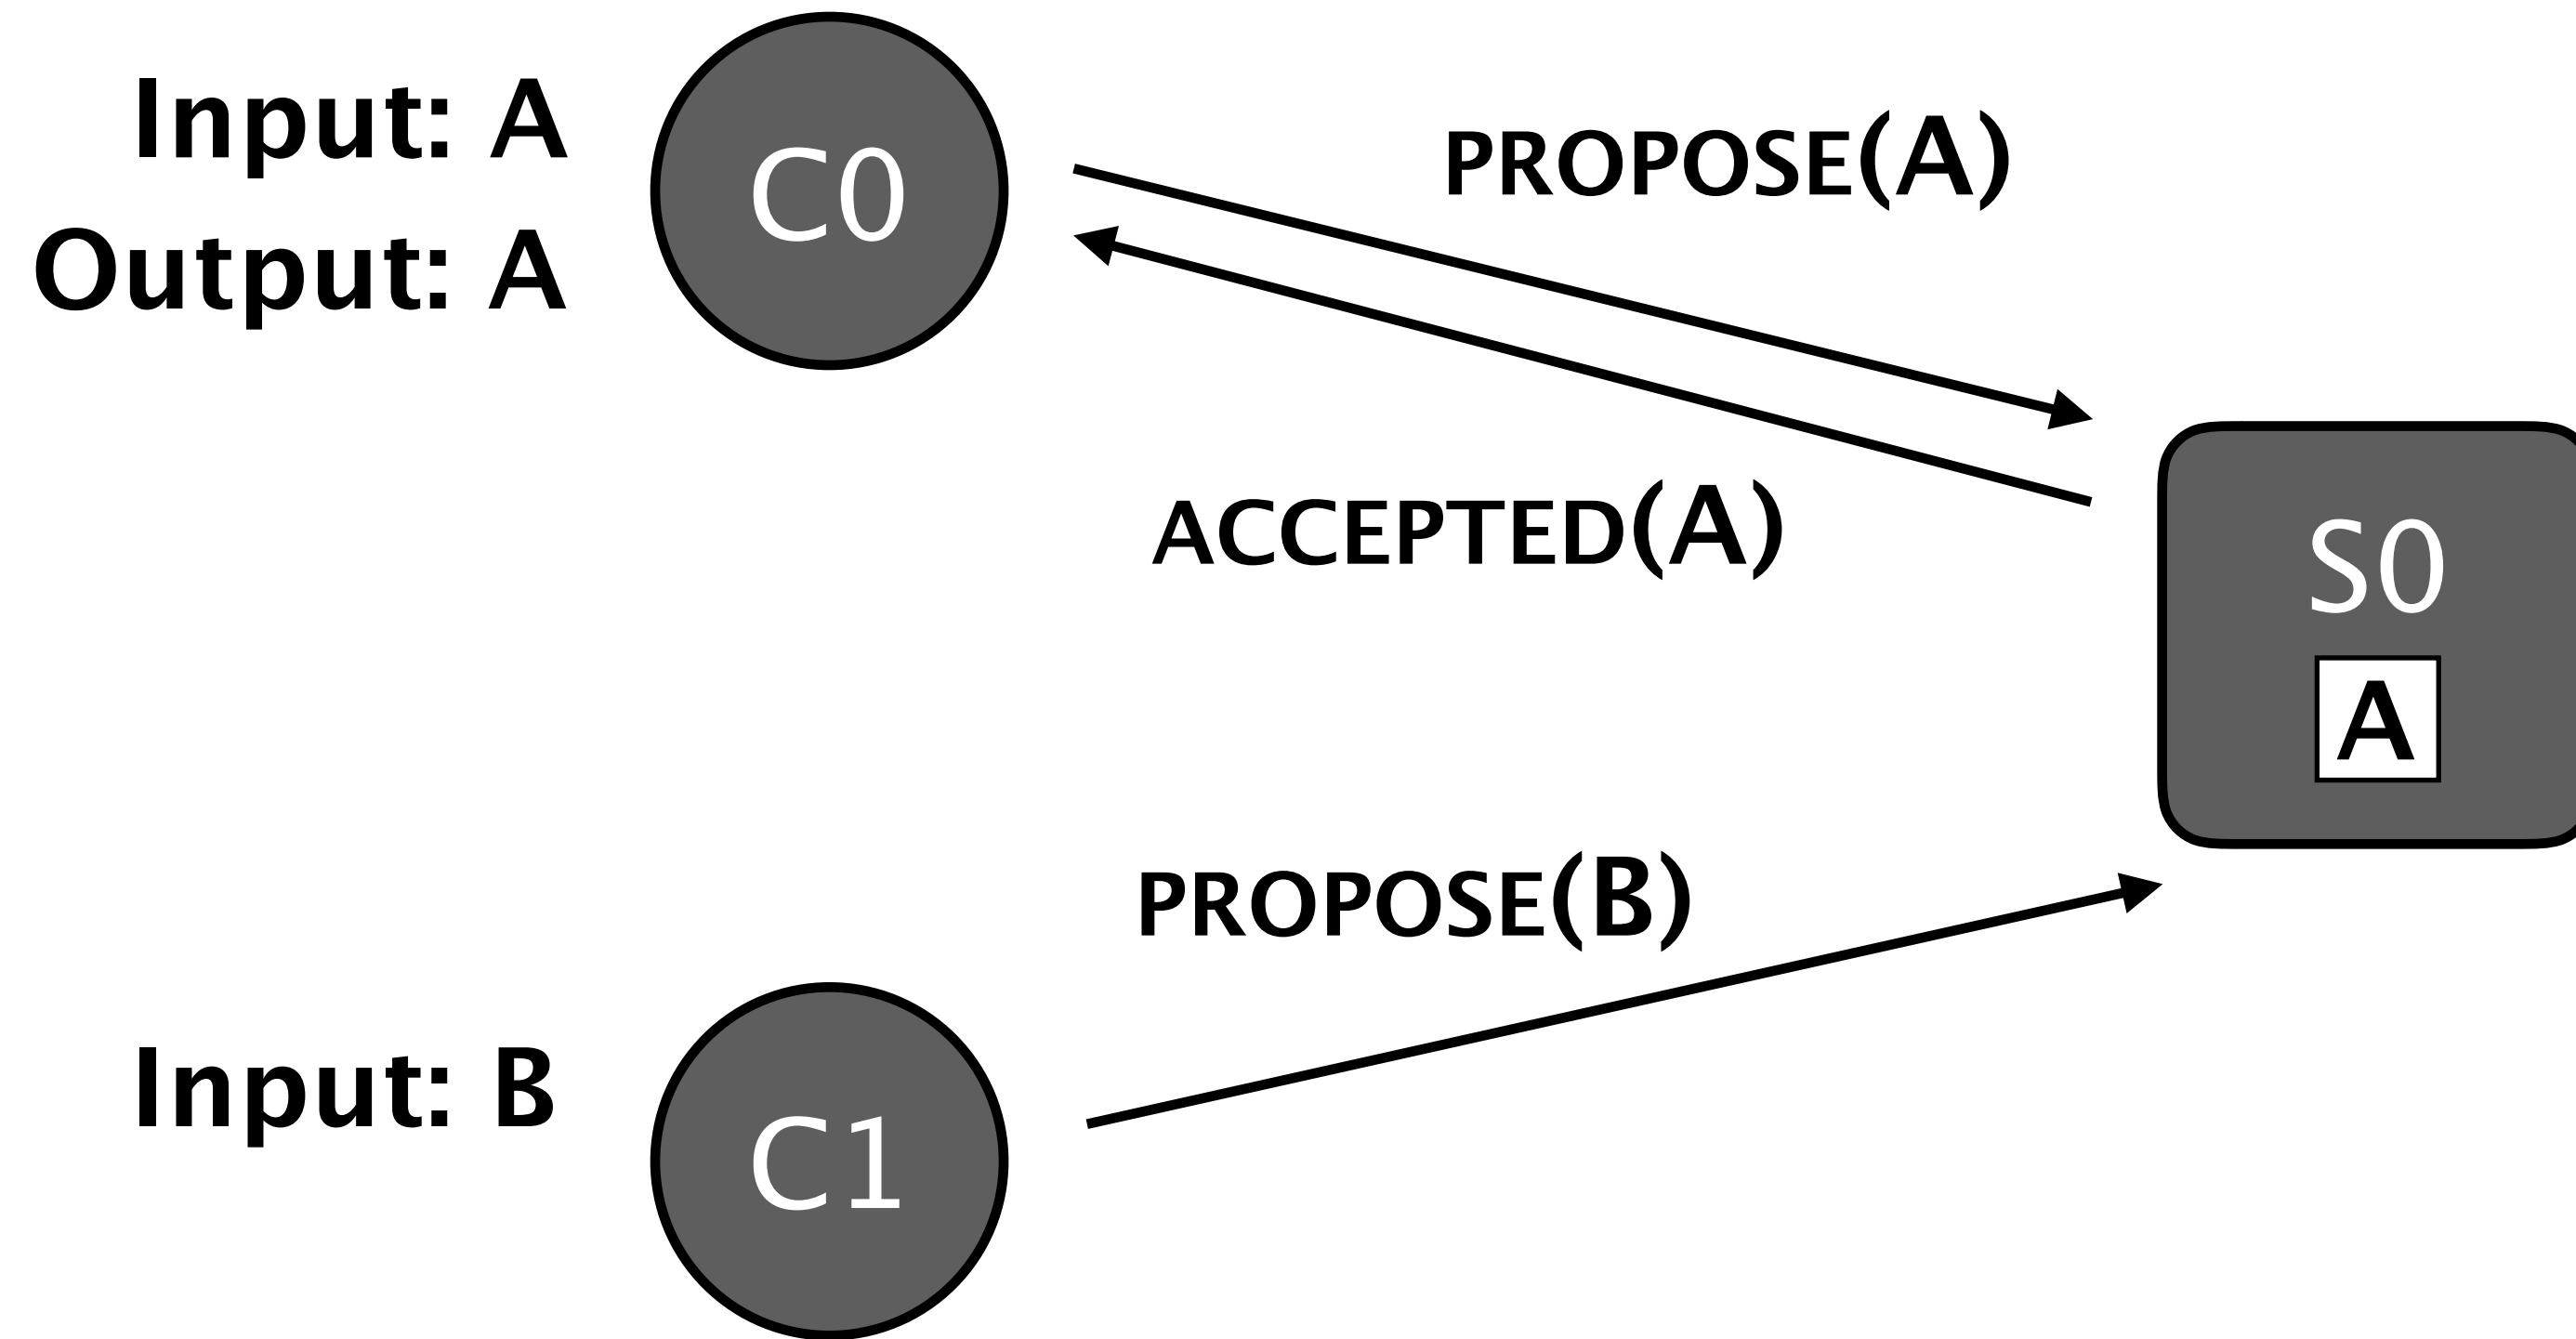 Input: A
Output: A
C0
PROPOSE(A)
ACCEPTED(A)
S0
A
PROPOSE(B)
Input: B
C1